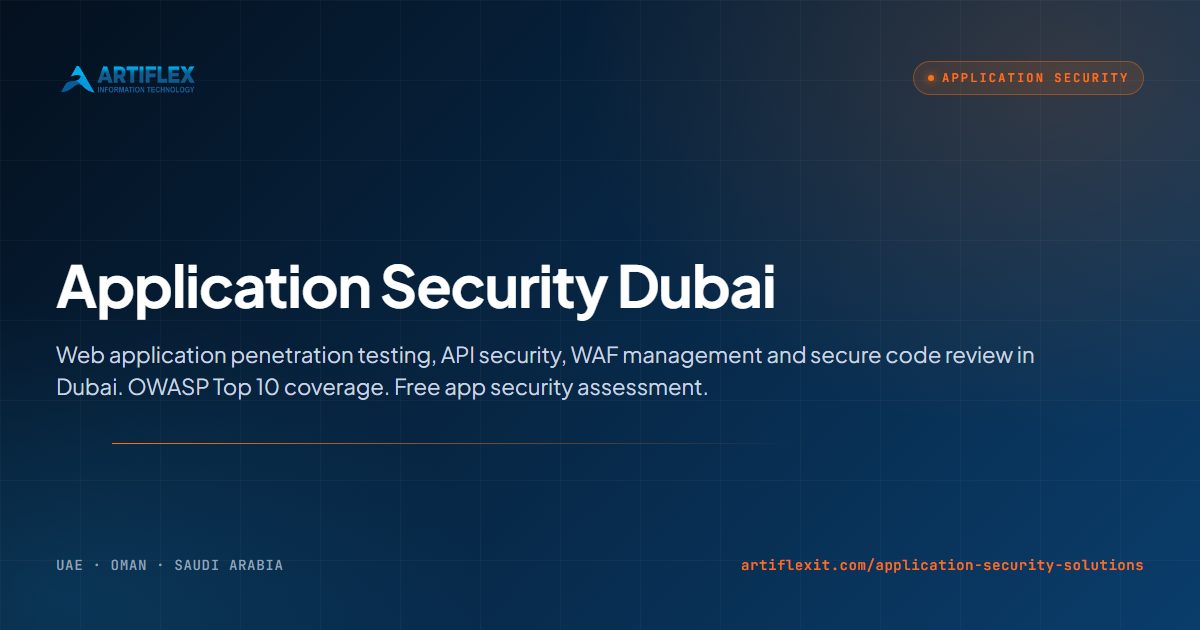 ARTIFLEX
INFORMATION TECHNOLOGY
APPLICATION SECURITY
Application Security Dubai
Web application penetration testing, API security, WAF management and secure code review in
Dubai. OWASP Top 10 coverage. Free app security assessment.
UAE · OMAN · SAUDI ARABIA
artiflexit.com/application-security-solutions